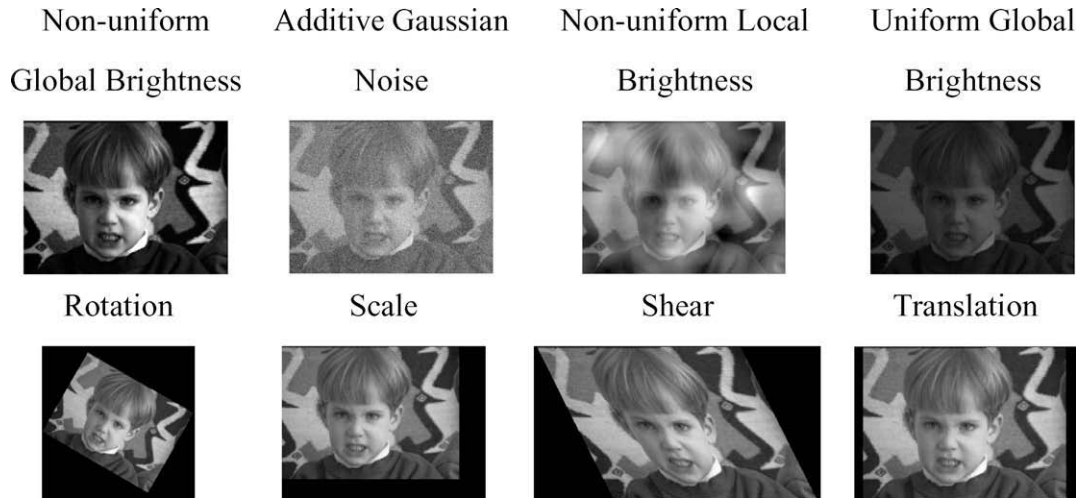 Non-uniform
Global Brightness
Additive Gaussian
Noise
Non-uniform Local
Brightness
Uniform Global
Brightness
Rotation
Scale
Shear
Translation